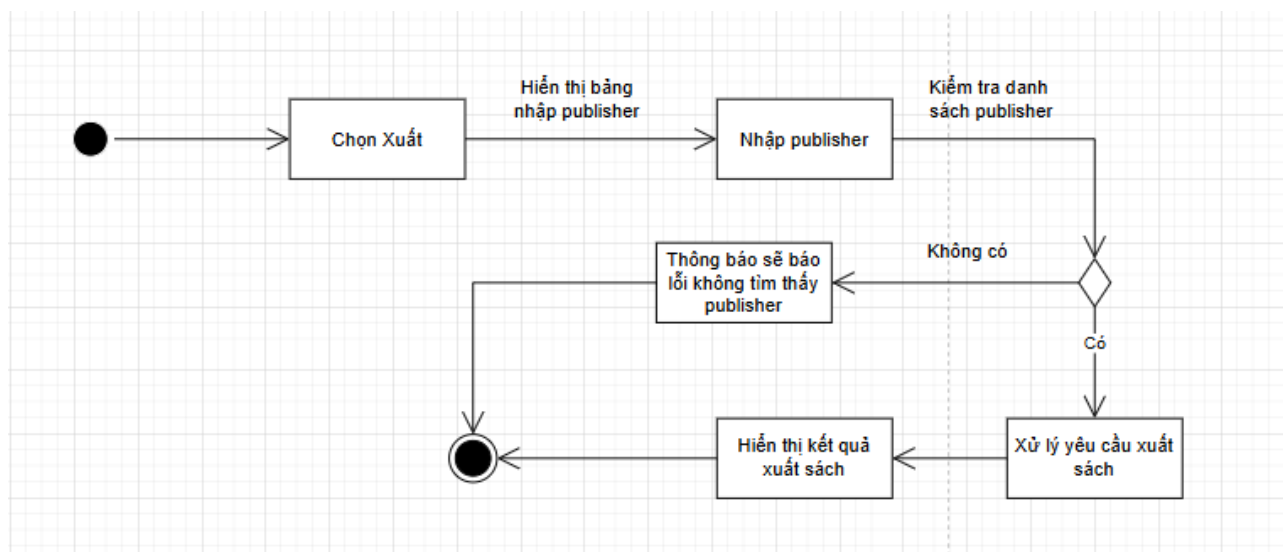 Hiển thị bảng
nhập publisher
Kiểm tra danh
sách publisher
Chọn Xuất
Nhập publisher
Không có
Thông báo sẽ báo
lỗi không tìm thấy
publisher
Có
Hiển thị kết quả
xuất sách
Xử lý yêu cầu xuất
sách